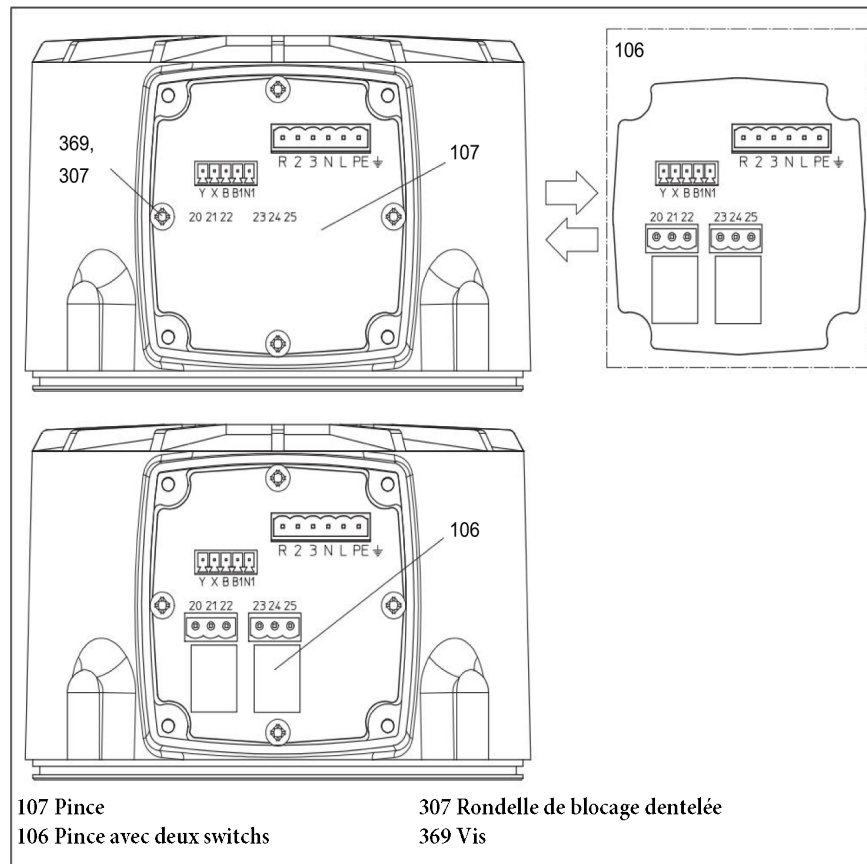 106
369,
307
107
R 2 3 N L PE
Y X B B1N1
20 21 22 23 24 25
R 2 3 N L PE
Y X B B1N1
20 21 22 23 24 25
106
R 2 3 N L PE
Y X B B1N1
20 21 22 23 24 25
107 Pince
106 Pince avec deux switchs
307 Rondelle de blocage dentelée
369 Vis